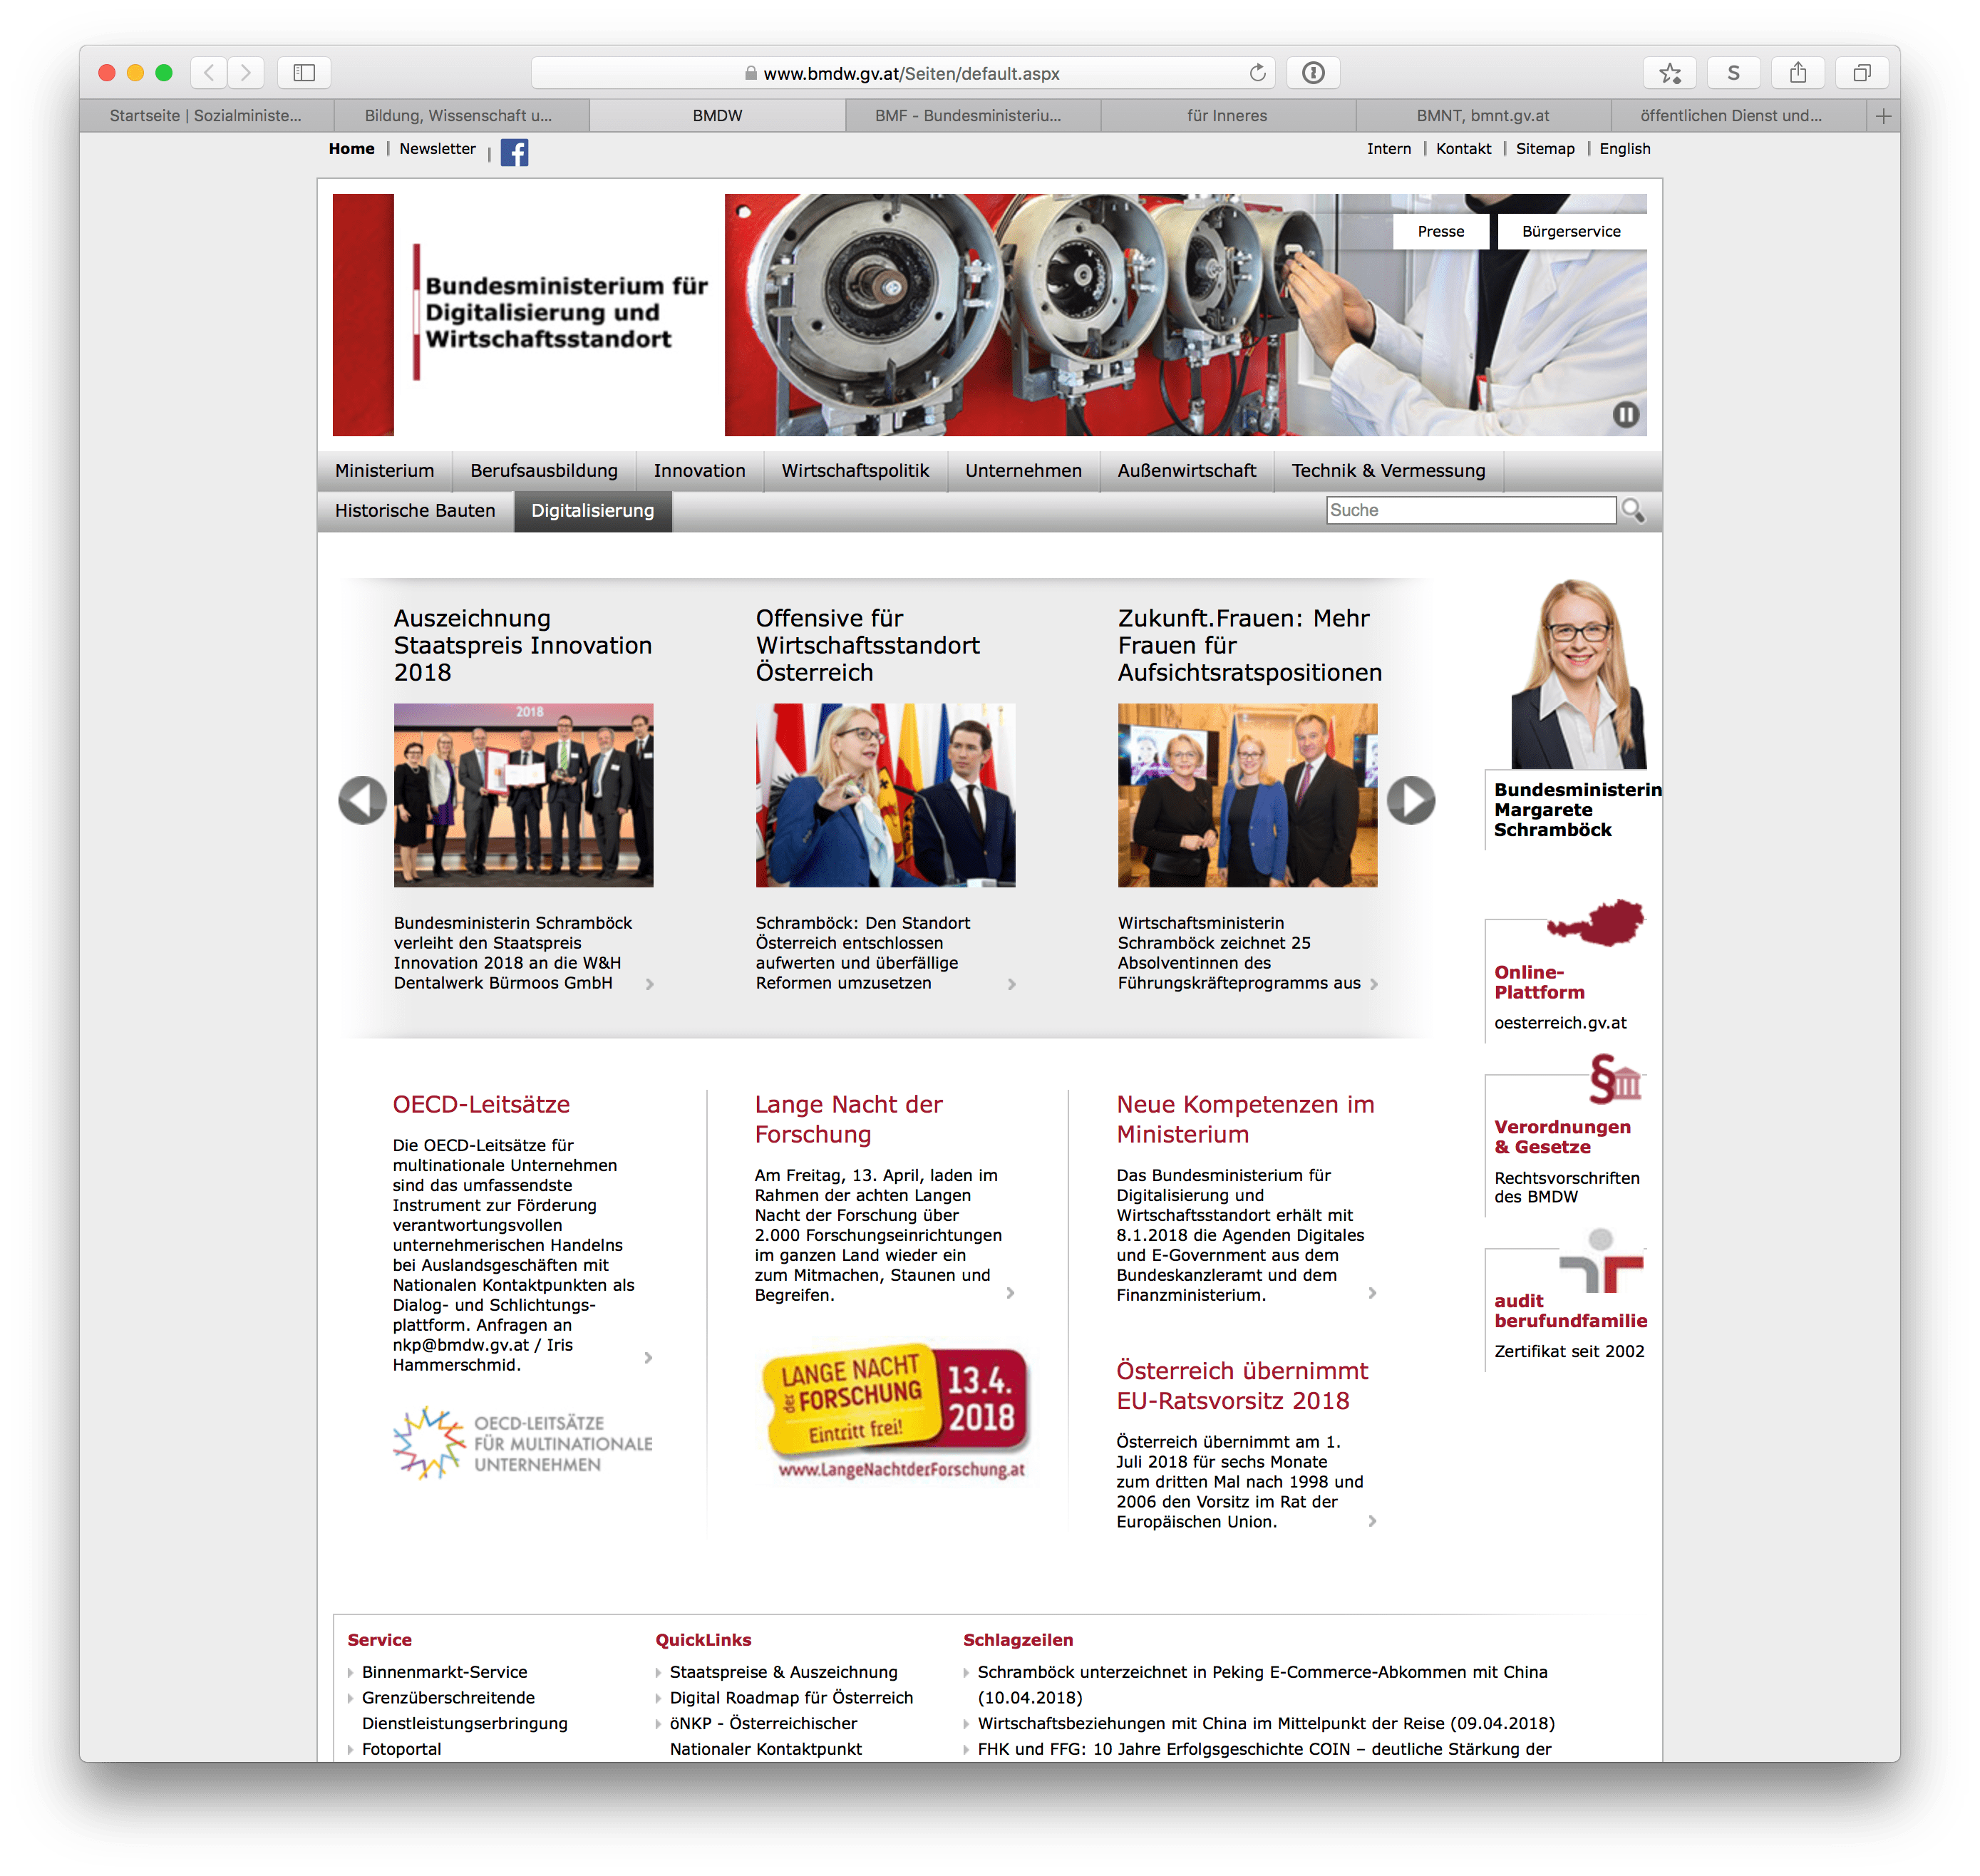 www.bmdw.gv.at/Seiten/default.aspx
S
Startseite | Sozialministe...
Bildung, Wissenschaft u...
BMDW
BMF - Bundesministeriu...
für Inneres
BMNT, bmnt.gv.at
öffentlichen Dienst und...
Home | Newsletter |
Intern | Kontakt | Sitemap | English
Bundesministerium für
Digitalisierung und
Wirtschaftsstandort
Presse
Bürgerservice
Ministerium
Berufsausbildung
Innovation
Wirtschaftspolitik
Unternehmen
Außenwirtschaft
Technik & Vermessung
Historische Bauten
Digitalisierung
Suche
Auszeichnung
Staatspreis Innovation
2018
2018
Bundesministerin Schramböck
verleiht den Staatspreis
Innovation 2018 an die W&H
Dentalwerk Bürmoos GmbH
Offensive für
Wirtschaftsstandort
Österreich
Schramböck: Den Standort
Österreich entschlossen
aufwerten und überfällige
Reformen umzusetzen
Zukunft.Frauen: Mehr
Frauen für
Aufsichtsratspositionen
Wirtschaftsministerin
Schramböck zeichnet 25
Absolventinnen des
Führungskräfteprogramms aus
Bundesministerin
Margarete
Schramböck
Online-
Plattform
oesterreich.gv.at
§
Verordnungen
& Gesetze
Rechtsvorschriften
des BMDW
audit
berufundfamilie
Zertifikat seit 2002
OECD-Leitsätze
Die OECD-Leitsätze für
multinationale Unternehmen
sind das umfassendste
Instrument zur Förderung
verantwortungsvollen
unternehmerischen Handelns
bei Auslandsgeschäften mit
Nationalen Kontaktpunkten als
Dialog- und Schlichtungs-
plattform. Anfragen an
nkp@bmdw.gv.at / Iris
Hammerschmid.
OECD-LEITSÄTZE
FÜR MULTINATIONALE
UNTERNEHMEN
Lange Nacht der
Forschung
Am Freitag, 13. April, laden im
Rahmen der achten Langen
Nacht der Forschung über
2.000 Forschungseinrichtungen
im ganzen Land wieder ein
zum Mitmachen, Staunen und
Begreifen.
LANGE NACHT
der FORSCHUNG
Eintritt frei!
13.4.
2018
www.LangeNachtderForschung.at
Neue Kompetenzen im
Ministerium
Das Bundesministerium für
Digitalisierung und
Wirtschaftsstandort erhält mit
8.1.2018 die Agenden Digitales
und E-Government aus dem
Bundeskanzleramt und dem
Finanzministerium.
Österreich übernimmt
EU-Ratsvorsitz 2018
Österreich übernimmt am 1.
Juli 2018 für sechs Monate
zum dritten Mal nach 1998 und
2006 den Vorsitz im Rat der
Europäischen Union.
Service
Binnenmarkt-Service
Grenzüberschreitende
Dienstleistungserbringung
Fotoportal
QuickLinks
Staatspreise & Auszeichnung
Digital Roadmap für Österreich
öNKP - Österreichischer
Nationaler Kontaktpunkt
Schlagzeilen
Schramböck unterzeichnet in Peking E-Commerce-Abkommen mit China
(10.04.2018)
Wirtschaftsbeziehungen mit China im Mittelpunkt der Reise (09.04.2018)
FHK und FFG: 10 Jahre Erfolgsgeschichte COIN – deutliche Stärkung der